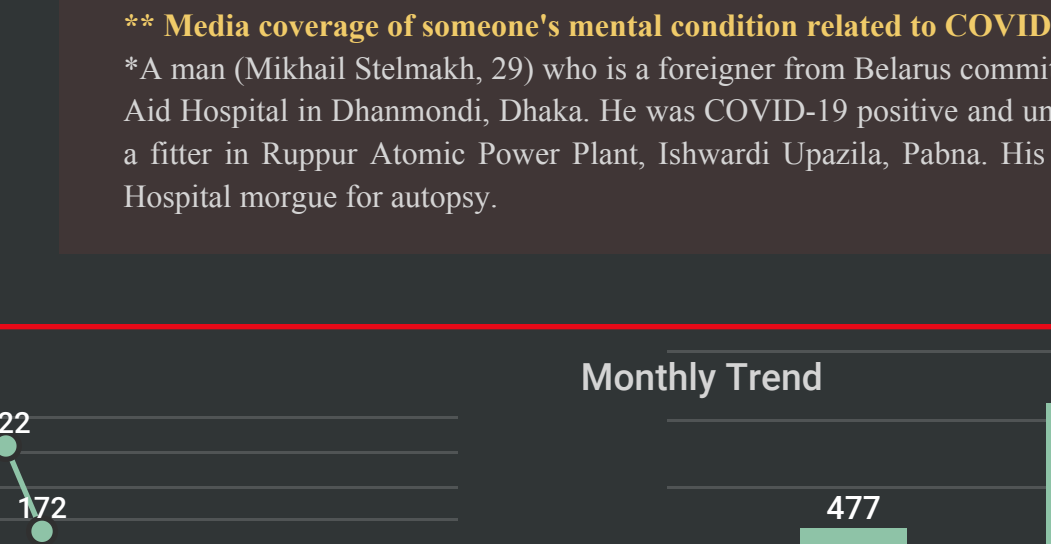 ** Media coverage of someone's mental condition related to COVID
*A man (Mikhail Stelmakh, 29) who is a foreigner from Belarus commi
Aid Hospital in Dhanmondi, Dhaka. He was COVID-19 positive and un
a fitter in Ruppur Atomic Power Plant, Ishwardi Upazila, Pabna. His
Hospital morgue for autopsy.
Monthly Trend
22
172
477